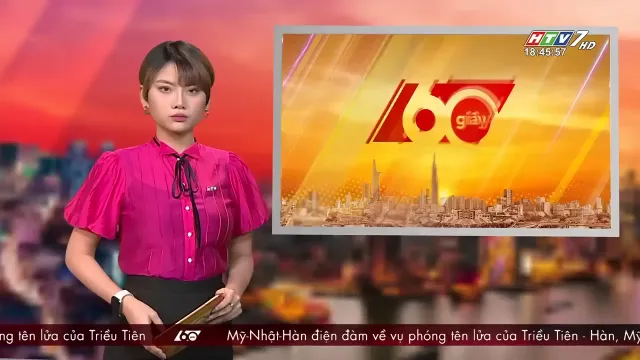 HTV7 HD
18:45:57
60 giây
ng tên lửa của Triều Tiên 60 Mỹ-Nhật-Hàn điện đàm về vụ phóng tên lửa của Triều Tiên - Hàn, Mỹ